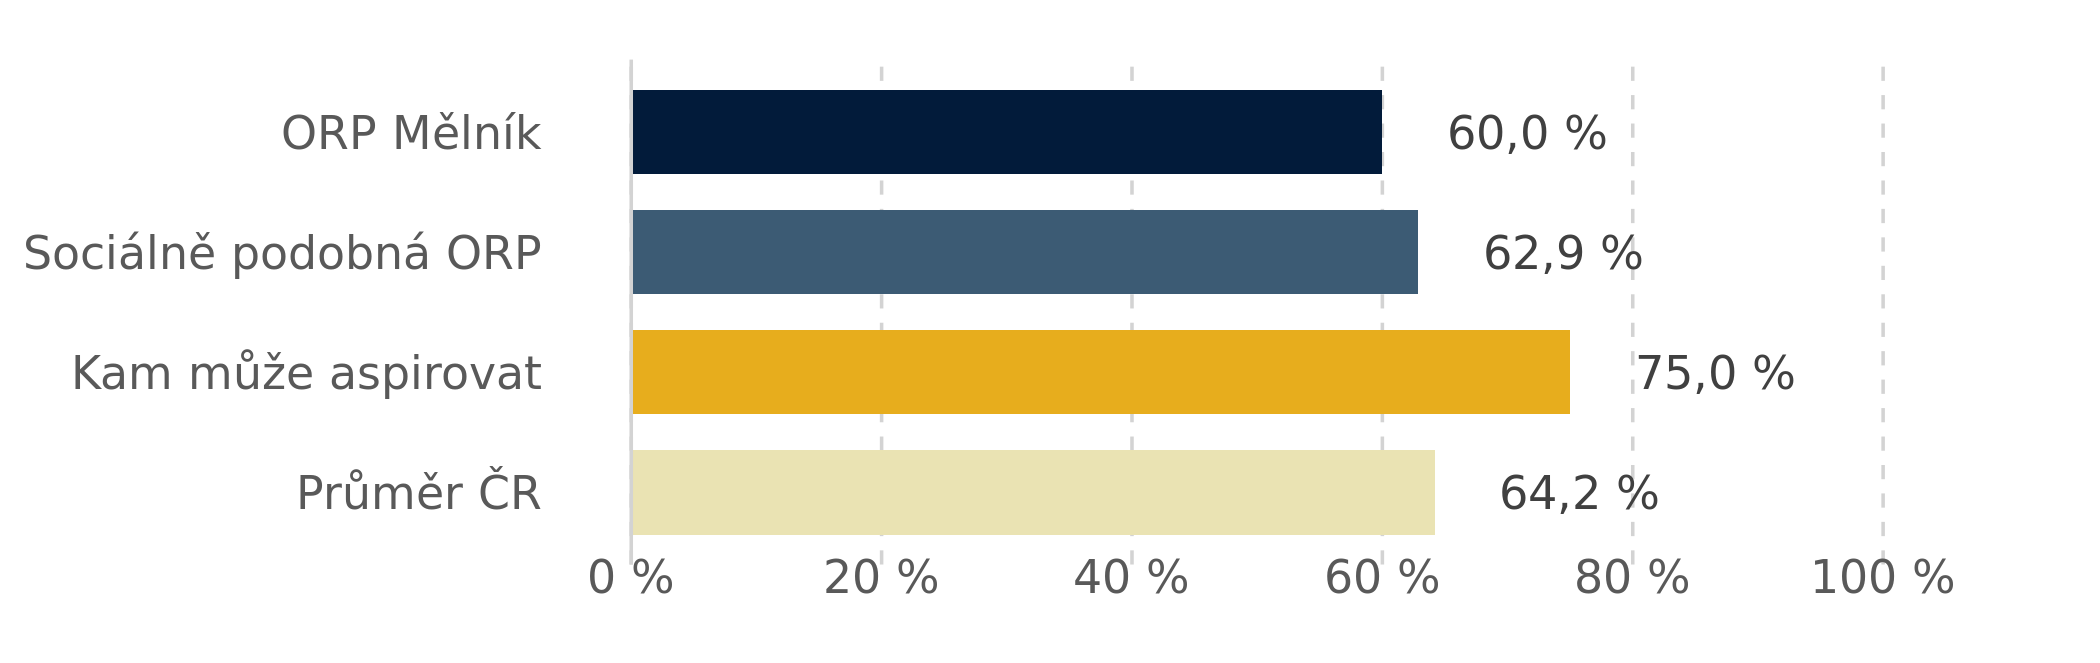 ORP Mělník
60,0 %
Sociálně podobná ORP
62,9 %
Kam může aspirovat
75,0 %
Průměr ČR
64,2 %
0 % 20 % 40 % 60 % 80 % 100 %